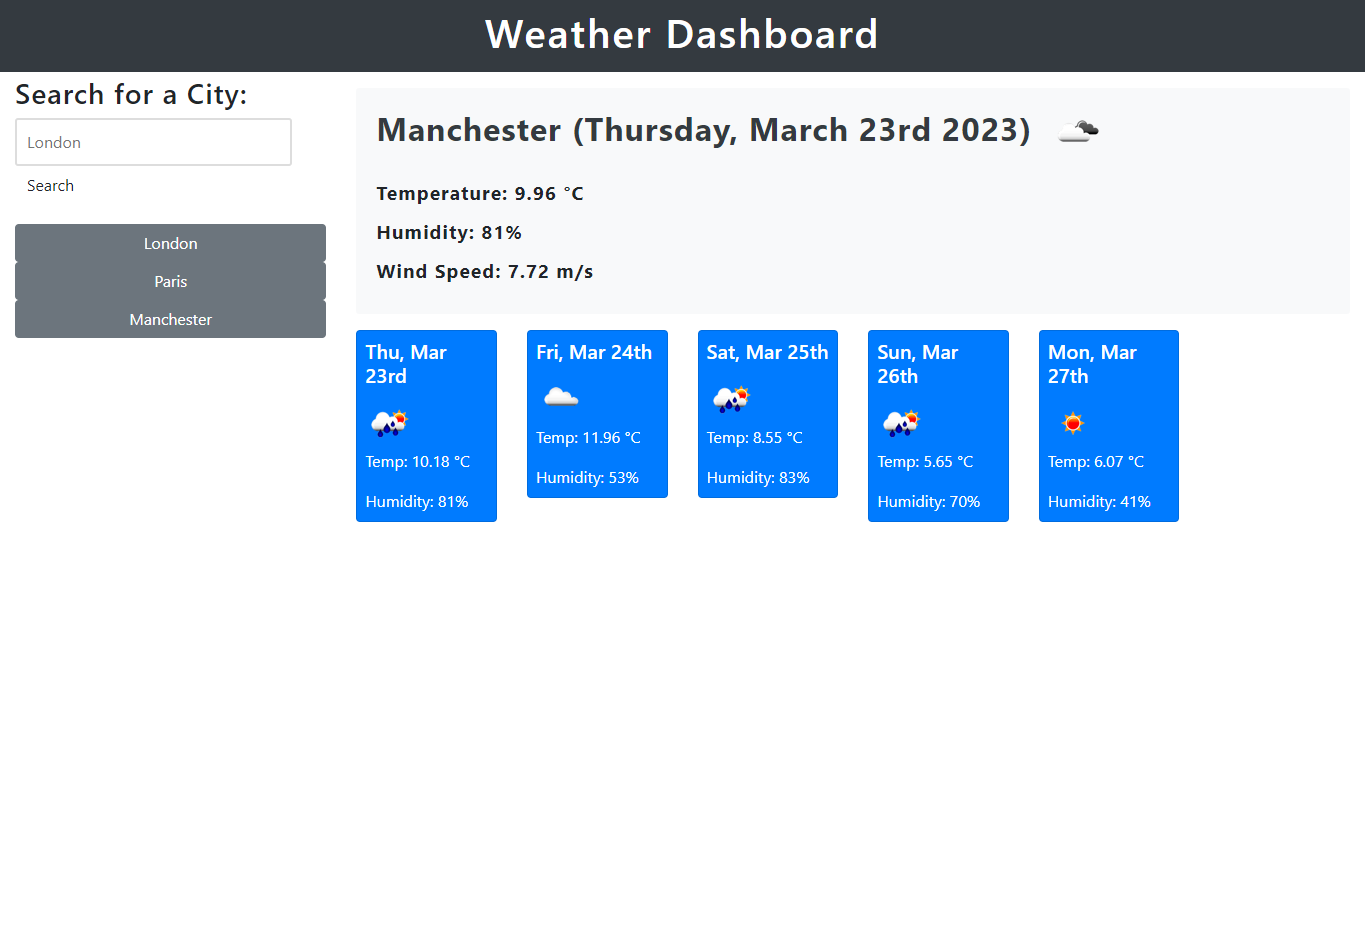 Weather Dashboard
Search for a City:
London
Search
London
Paris
Manchester
Manchester (Thursday, March 23rd 2023)
Temperature: 9.96 °C
Humidity: 81%
Wind Speed: 7.72 m/s
Thu, Mar
23rd
Temp: 10.18 °C
Humidity: 81%
Fri, Mar 24th
Temp: 11.96 °C
Humidity: 53%
Sat, Mar 25th
Temp: 8.55 °C
Humidity: 83%
Sun, Mar
26th
Temp: 5.65 °C
Humidity: 70%
Mon, Mar
27th
Temp: 6.07 °C
Humidity: 41%